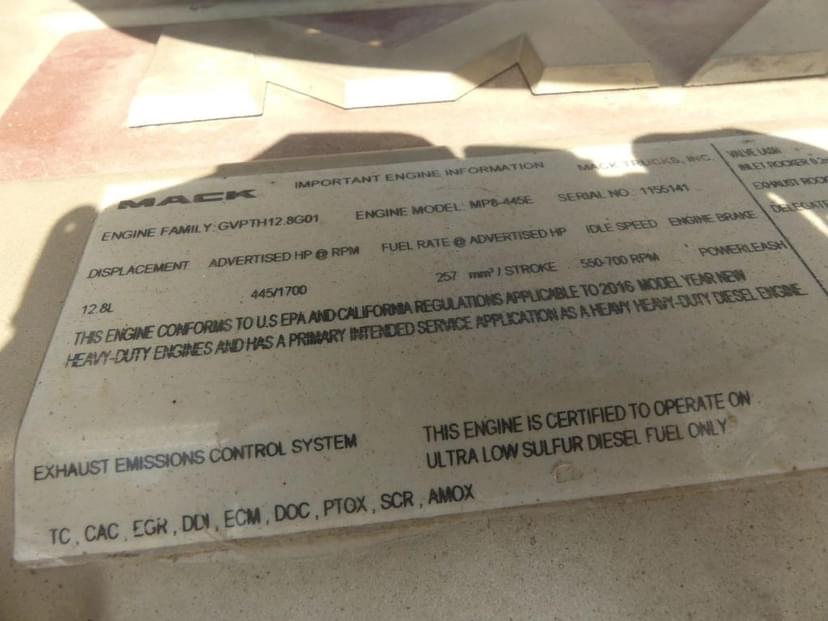 MACK IMPORTANT ENGINE INFORMATION MACK TRUCKS, INC.
ENGINE FAMILY: GVPTH12.8G01 ENGINE MODEL: MP8-445E SERIAL NO.: 1155141
DISPLACEMENT ADVERTISED HP @ RPM FUEL RATE @ ADVERTISED HP IDLE SPEED ENGINE BRAKE
12.8L 445/1700 257 mm³ / STROKE 550-700 RPM POWERLEASH
THIS ENGINE CONFORMS TO U.S EPA AND CALIFORNIA REGULATIONS APPLICABLE TO 2016 MODEL YEAR NEW
HEAVY-DUTY ENGINES AND HAS A PRIMARY INTENDED SERVICE APPLICATION AS A HEAVY HEAVY-DUTY DIESEL ENGINE.
EXHAUST EMISSIONS CONTROL SYSTEM
THIS ENGINE IS CERTIFIED TO OPERATE ON
ULTRA LOW SULFUR DIESEL FUEL ONLY
TC , CAC , EGR , DDI , ECM , DOC , PTOX , SCR , AMOX
VALVE LASH
INLET ROCKER 0.2
EXHAUST ROCK
DELEGATE